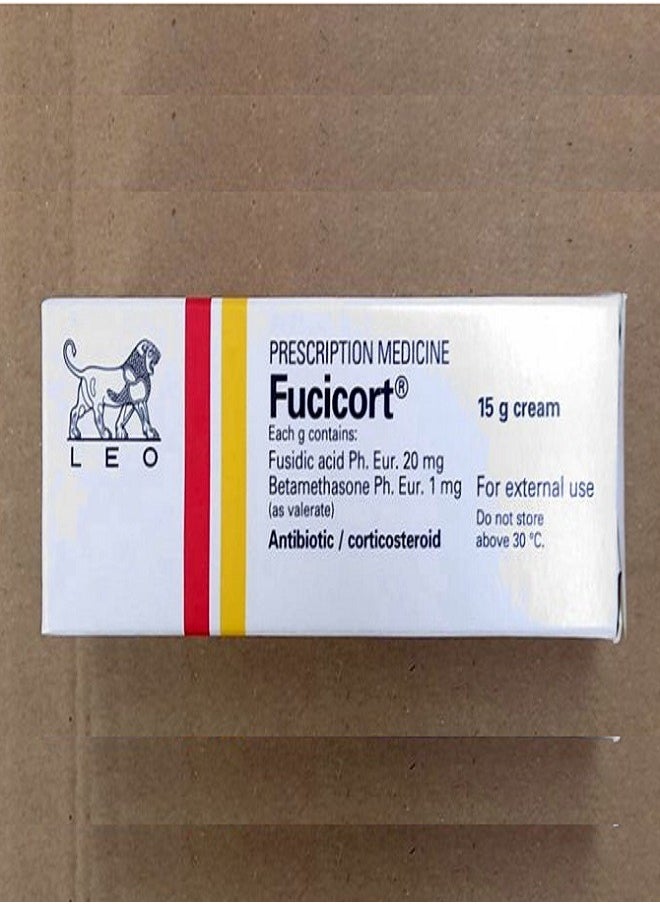 LEO
PRESCRIPTION MEDICINE
Fucicort®
15 g cream
Each g contains:
Fusidic acid Ph. Eur. 20 mg
Betamethasone Ph. Eur. 1 mg
(as valerate)
Antibiotic / corticosteroid
For external use
Do not store
above 30 °C.